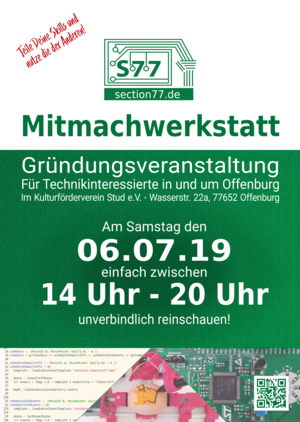 Teile Deine Skills und
nutze die der Anderen!
S77
section77.de
Mitmachwerkstatt
Gründungsveranstaltung
Für Technikinteressierte in und um Offenburg
Im Kulturförderverein Stud e.V. - Wasserstr. 22a, 77652 Offenburg
Am Samstag den
06.07.19
einfach zwischen
14 Uhr - 20 Uhr
unverbindlich reinschauen!